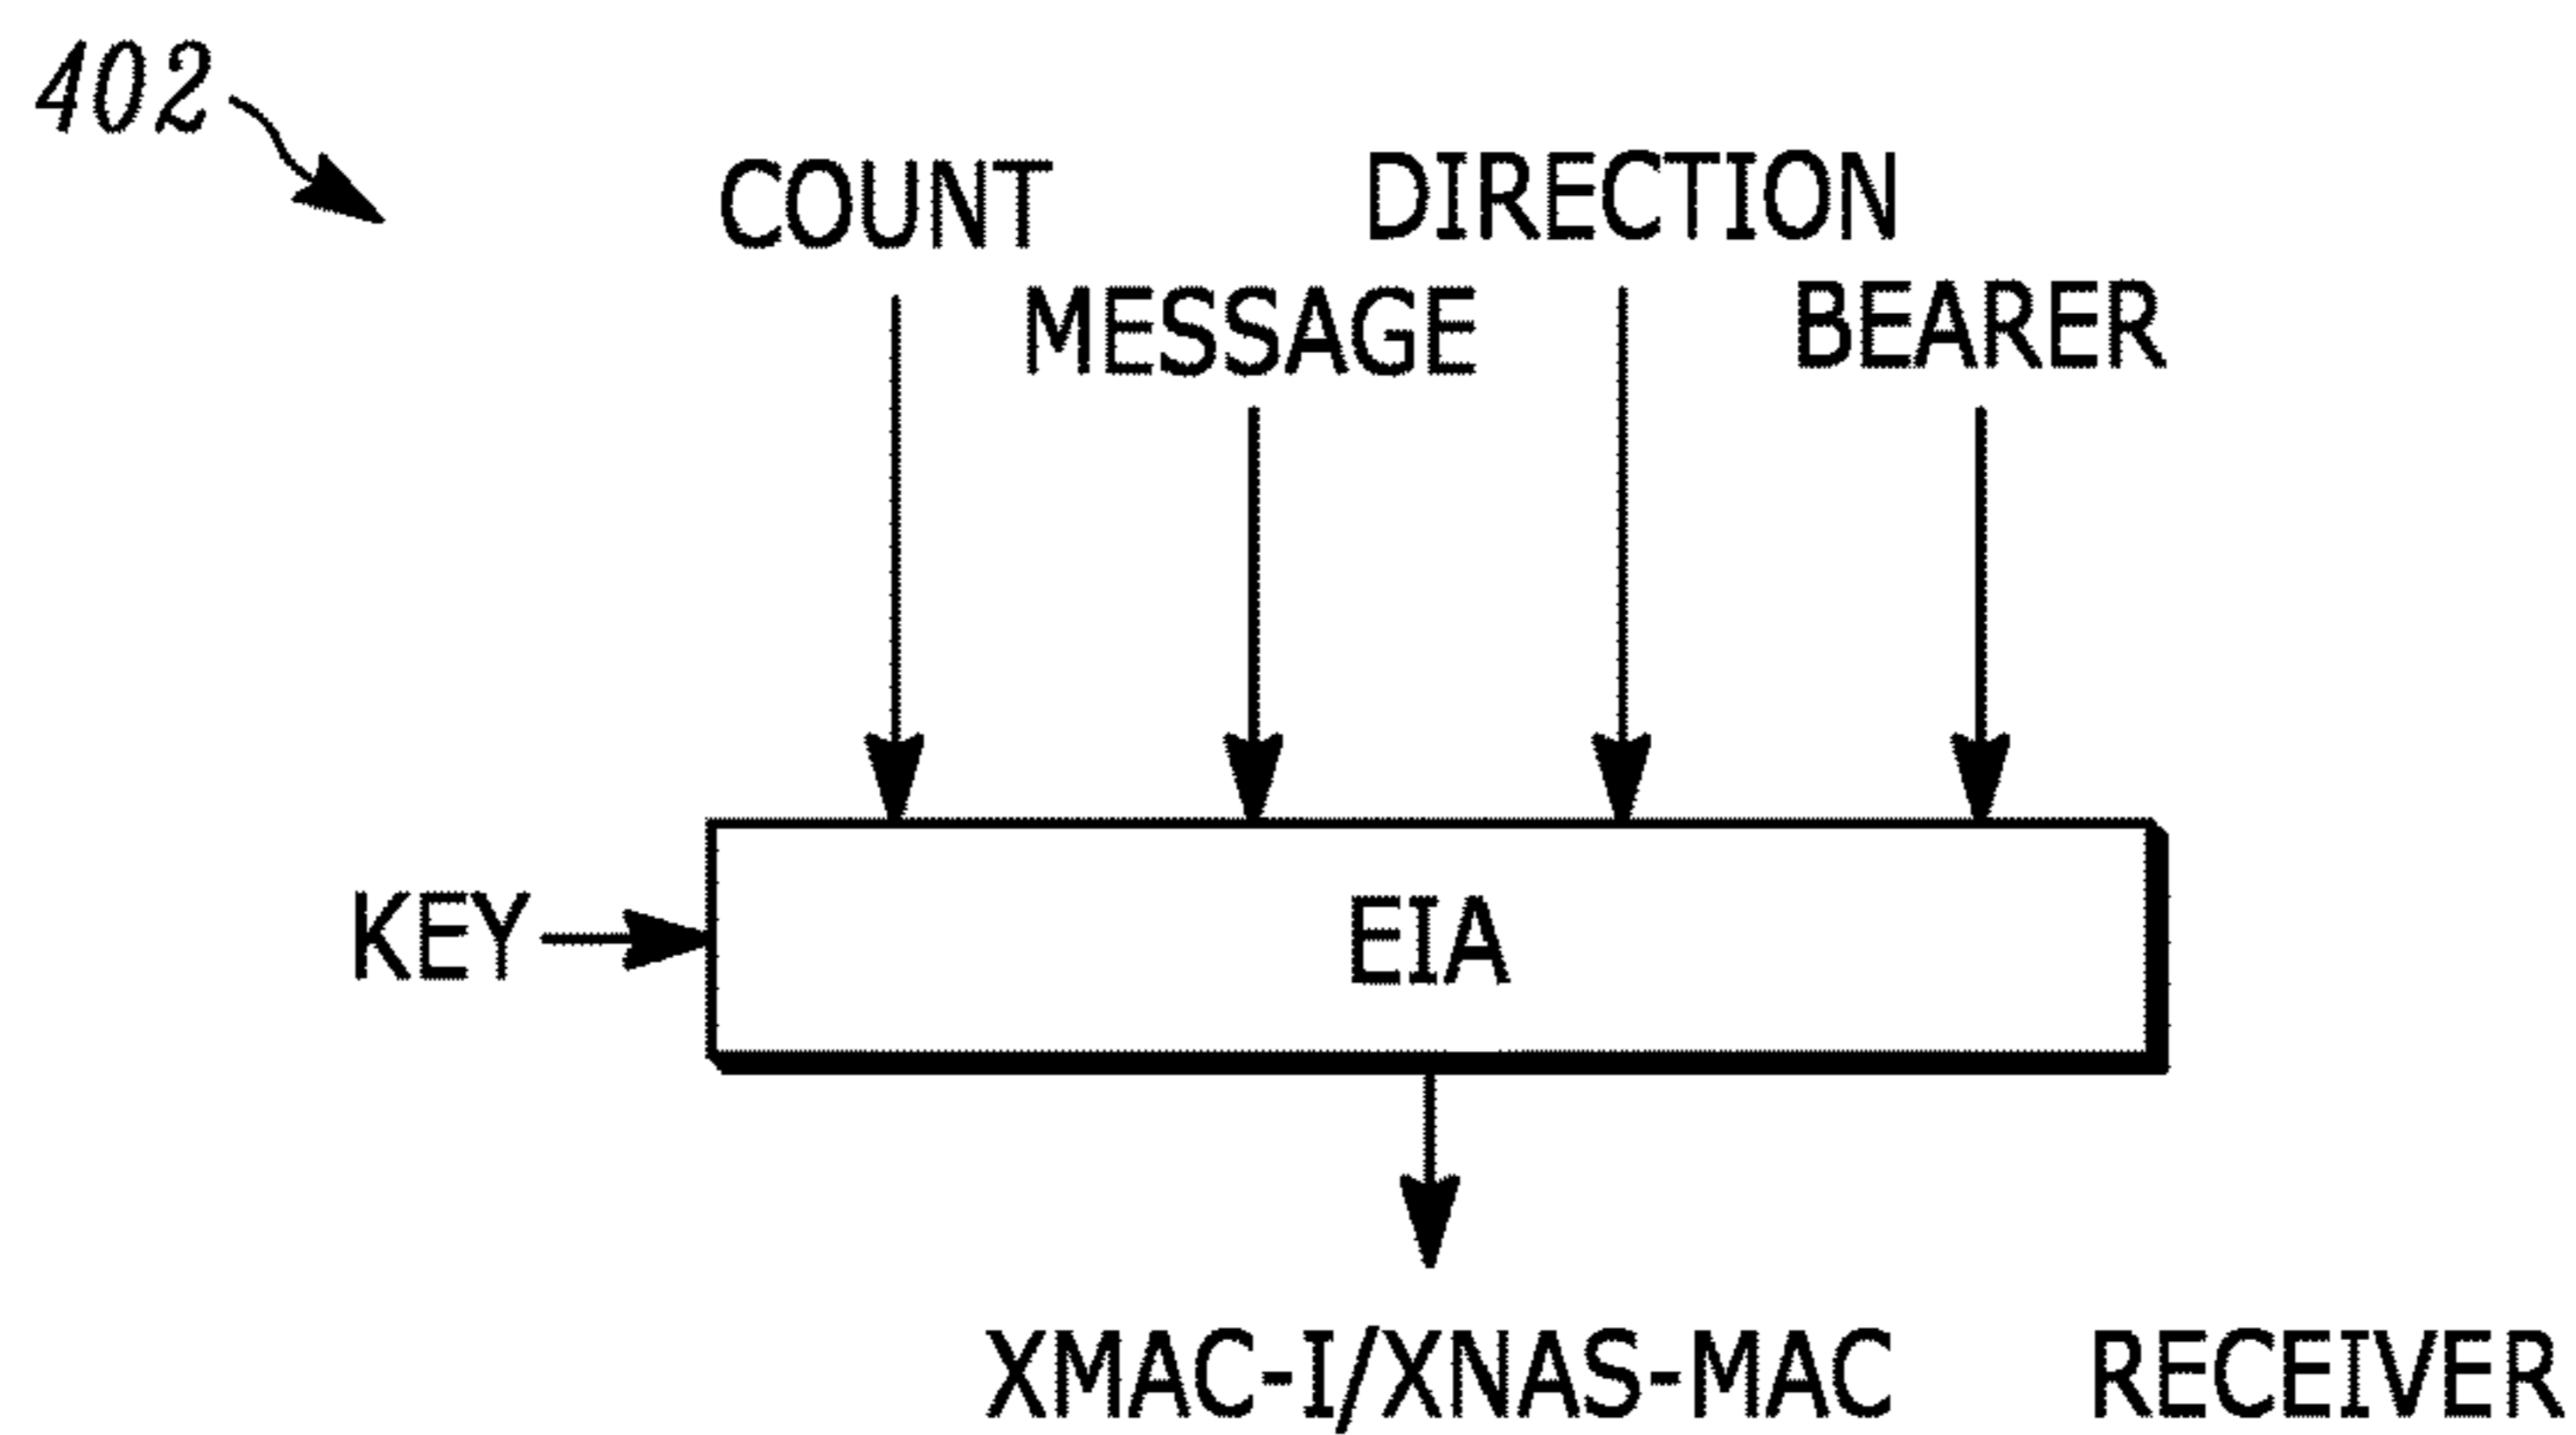 402
COUNT
DIRECTION
MESSAGE
BEARER
KEY
EIA
XMAC-I/XNAS-MAC
RECEIVER